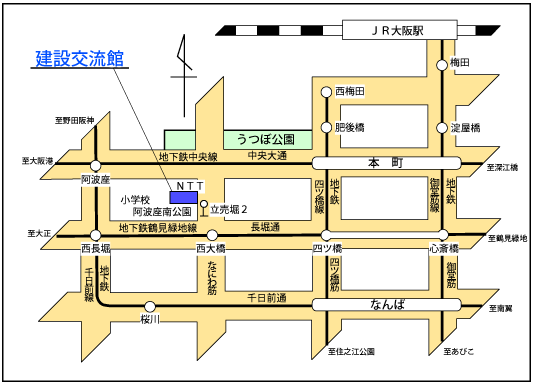 ＪＲ大阪駅
建設交流館
梅田
西梅田
至野田阪神
肥後橋
淀屋橋
うつぼ公園
地下鉄中央線
中央大通
至大阪港
本町
至深江橋
阿波座
ＮＴＴ
小学校
阿波座南公園
立売堀２
四ツ橋線
地下鉄
御堂筋線
地下鉄
地下鉄鶴見緑地線
長堀通
至大正
至鶴見緑地
西長堀
西大橋
四ツ橋
心斎橋
千日前線
地下鉄
なにわ筋
四ツ橋筋
御堂筋
千日前通
なんば
至南巽
桜川
至住之江公園
至あびこ